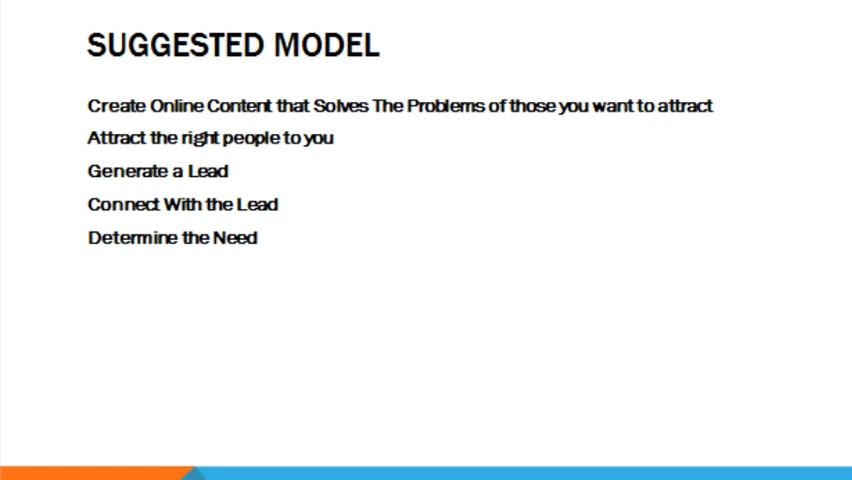 SUGGESTED MODEL
Create Online Content that Solves The Problems of those you want to attract
Attract the right people to you
Generate a Lead
Connect With the Lead
Determine the Need